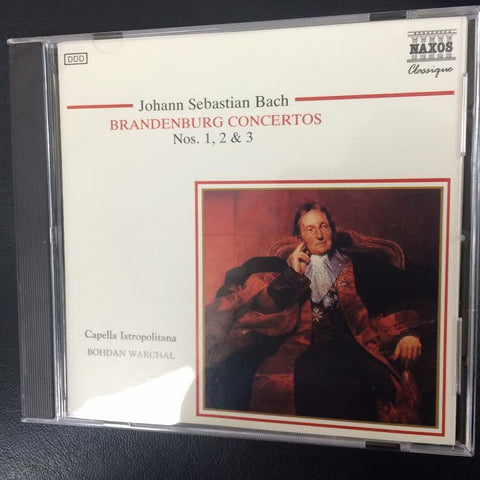 NAXOS
DDD
Classique
Johann Sebastian Bach
BRANDENBURG CONCERTOS
Nos. 1, 2 & 3
Capella Istropolitana
BOHDAN WARCHAL